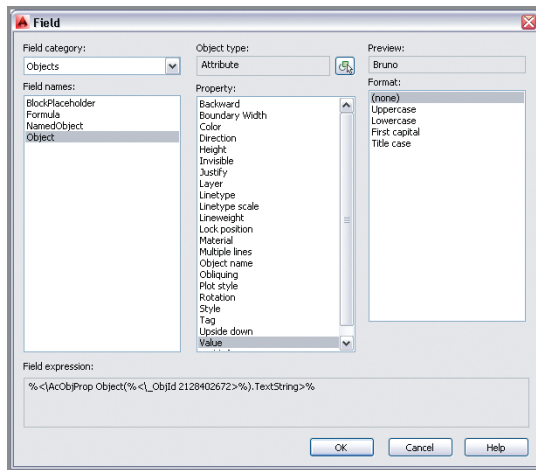 Field
Field category:
Objects
Field names:
BlockPlaceholder
Formula
NamedObject
Object
Object type:
Attribute
Property:
Backward
Boundary Width
Color
Direction
Height
Invisible
Justify
Layer
Linetype
Linetype scale
Lineweight
Lock position
Material
Multiple lines
Object name
Obliquing
Plot style
Rotation
Style
Tag
Upside down
Value
Preview:
Bruno
Format:
(none)
Uppercase
Lowercase
First capital
Title case
Field expression:
%<\AcObjProp Object(%<\_ObjId 2128402672>%).TextString>%
OK
Cancel
Help